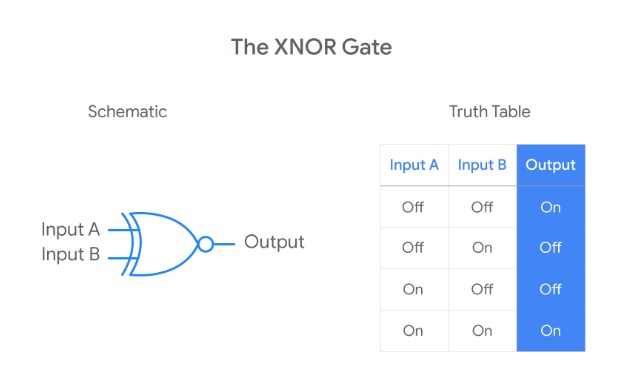 The XNOR Gate
Schematic
Input A
Input B
Output
Truth Table
Input A Input B Output
Off Off On
Off On Off
On Off Off
On On On